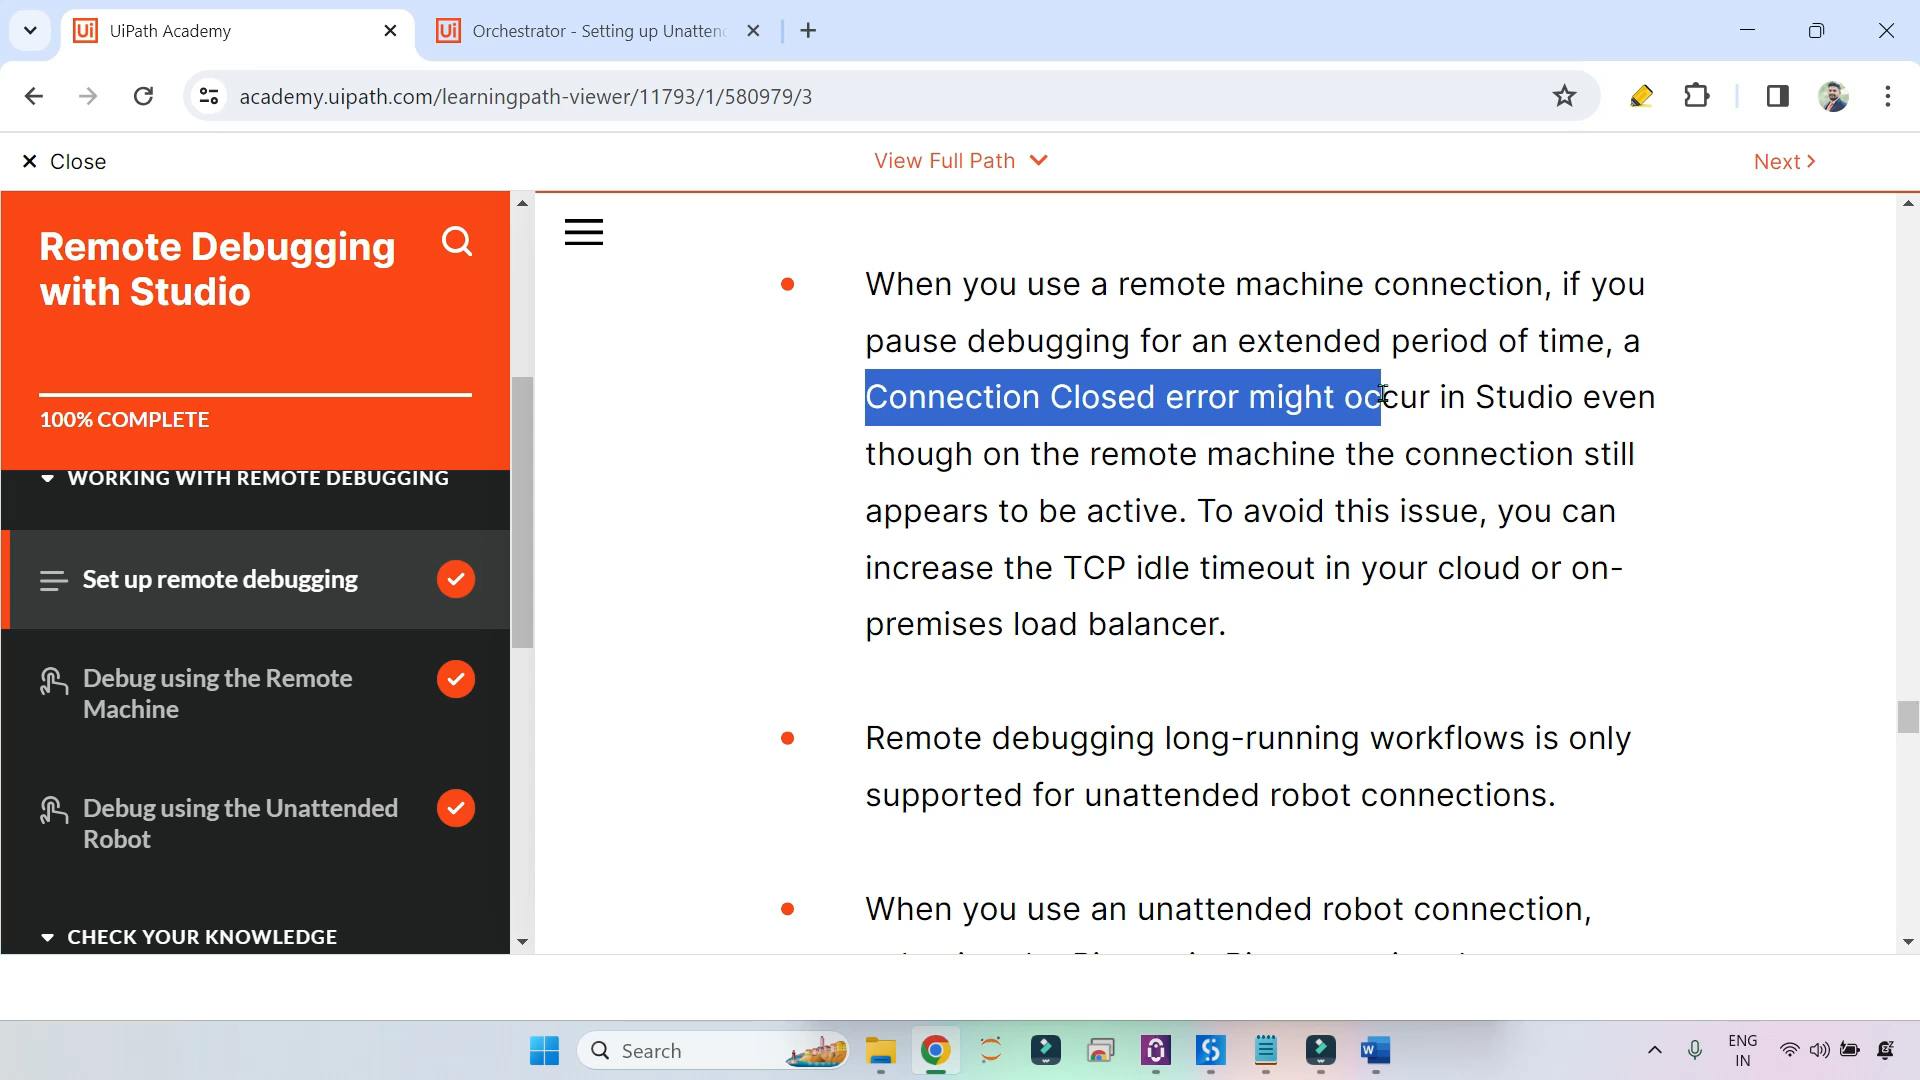 UiPath Academy
Orchestrator - Setting up Unatten
academy.uipath.com/learningpath-viewer/11793/1/580979/3
Close
View Full Path
Next
Remote Debugging
with Studio
100% COMPLETE
WORKING WITH REMOTE DEBUGGING
Set up remote debugging
Debug using the Remote
Machine
Debug using the Unattended
Robot
CHECK YOUR KNOWLEDGE
When you use a remote machine connection, if you
pause debugging for an extended period of time, a
Connection Closed error might occur in Studio even
though on the remote machine the connection still
appears to be active. To avoid this issue, you can
increase the TCP idle timeout in your cloud or on-
premises load balancer.
Remote debugging long-running workflows is only
supported for unattended robot connections.
When you use an unattended robot connection,
Search
ENG
IN